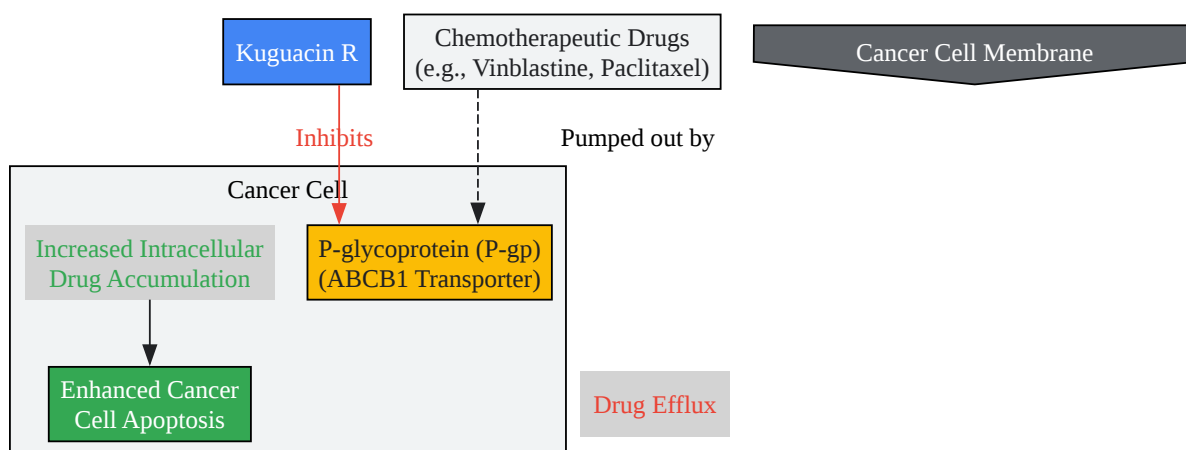 Kuguacin R
Chemotherapeutic Drugs
(e.g., Vinblastine, Paclitaxel)
Cancer Cell Membrane
Inhibits
Pumped out by
Cancer Cell
Increased Intracellular
Drug Accumulation
P-glycoprotein (P-gp)
(ABCB1 Transporter)
Enhanced Cancer
Cell Apoptosis
Drug Efflux